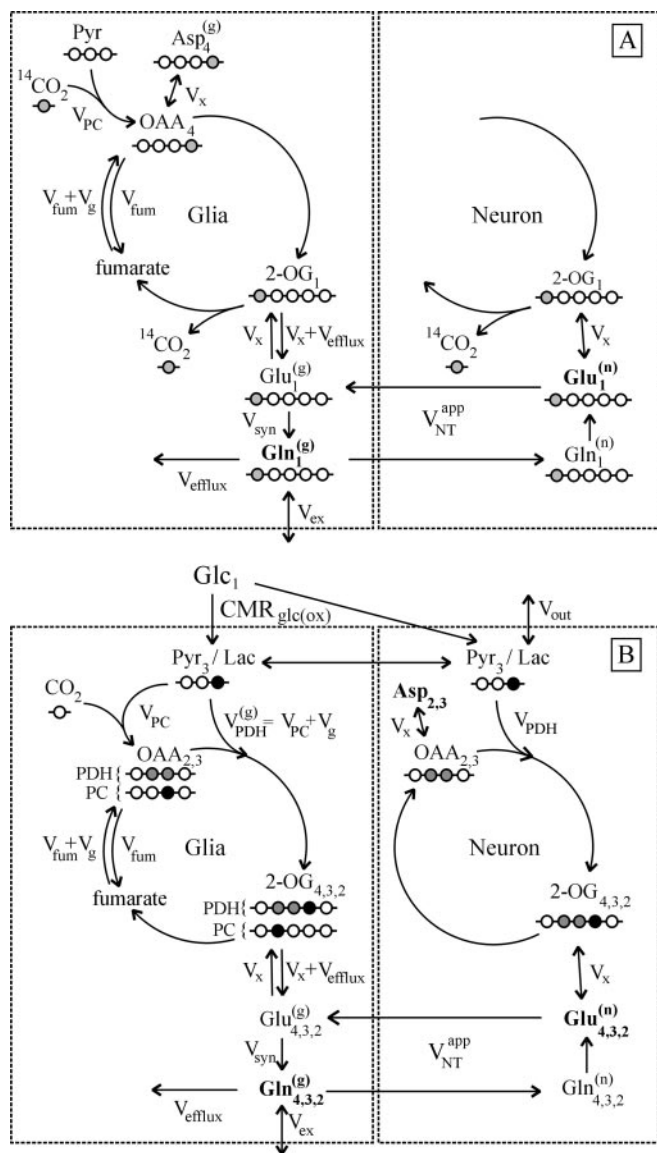 A
Pyr
Asp4(g)
14CO2
Vx
VPC
OAA4
Vfum+Vg
Vfum
Glia
fumarate
2-OG1
14CO2
Vx
Vx+Vefflux
Glu1(g)
Vsyn
Gln1(g)
Vefflux
Vex
Neuron
2-OG1
14CO2
Vx
Glu1(n)
VNTapp
Gln1(n)
Glc1
CMRglc(ox)
Vout
B
Pyr3/Lac
CO2
VPC
VPDH(g)= VPC+Vg
OAA2,3
PDH{
PC {
Vfum+Vg
Vfum
Glia
fumarate
2-OG4,3,2
PDH{
PC {
Vx
Vx+Vefflux
Glu4,3,2(g)
Vsyn
Gln4,3,2(g)
Vefflux
Vex
Pyr3/Lac
Asp2,3
Vx
VPDH
OAA2,3
Neuron
2-OG4,3,2
Vx
Glu4,3,2(n)
VNTapp
Gln4,3,2(n)